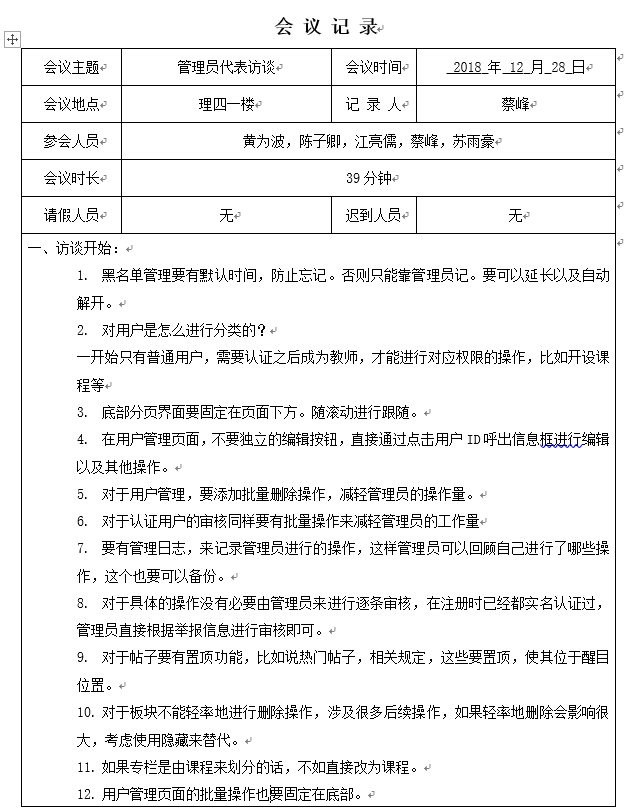 会 议 记 录
会议主题 管理员代表访谈 会议时间 2018 年 12 月 28 日
会议地点 理四一楼 记 录 人 蔡峰
参会人员 黄为波，陈子卿，江亮儒，蔡峰，苏雨豪
会议时长 39 分钟
请假人员 无 迟到人员 无
一、访谈开始：
1. 黑名单管理要有默认时间，防止忘记。否则只能靠管理员记。要可以延长以及自动
解开。
2. 对用户是怎么进行分类的？
一开始只有普通用户，需要认证之后成为教师，才能进行对应权限的操作，比如开设课
程等
3. 底部分页界面要固定在页面下方。随滚动进行跟随。
4. 在用户管理页面，不要独立的编辑按钮，直接通过点击用户 ID 呼出信息框进行编辑
以及其他操作。
5. 对于用户管理，要添加批量删除操作，减轻管理员的操作量。
6. 对于认证用户的审核同样要有批量操作来减轻管理员的工作量
7. 要有管理日志，来记录管理员进行的操作，这样管理员可以回顾自己进行了哪些操
作，这个也要可以备份。
8. 对于具体的操作没有必要由管理员来进行逐条审核，在注册时已经都实名认证过，
管理员直接根据举报信息进行审核即可。
9. 对于帖子要有置顶功能，比如说热门帖子，相关规定，这些要置顶，使其位于醒目
位置。
10. 对于板块不能轻率地进行删除操作，涉及很多后续操作，如果轻率地删除会影响很
大，考虑使用隐藏来替代。
11. 如果专栏是由课程来划分的话，不如直接改为课程。
12. 用户管理页面的批量操作也要固定在底部。